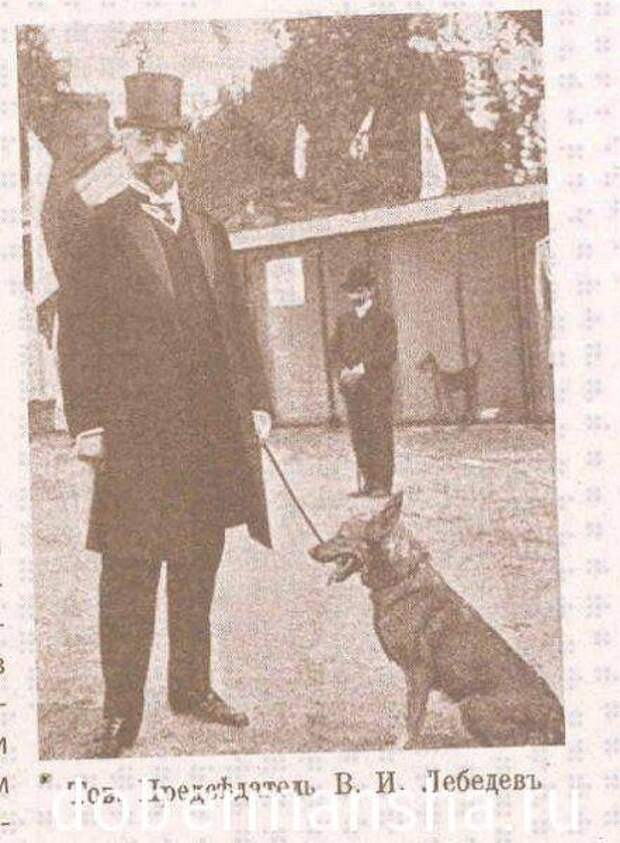 * Тов. Предсѣдатель В. И. Лебедевъ
dobermansha.ru
в
и
и